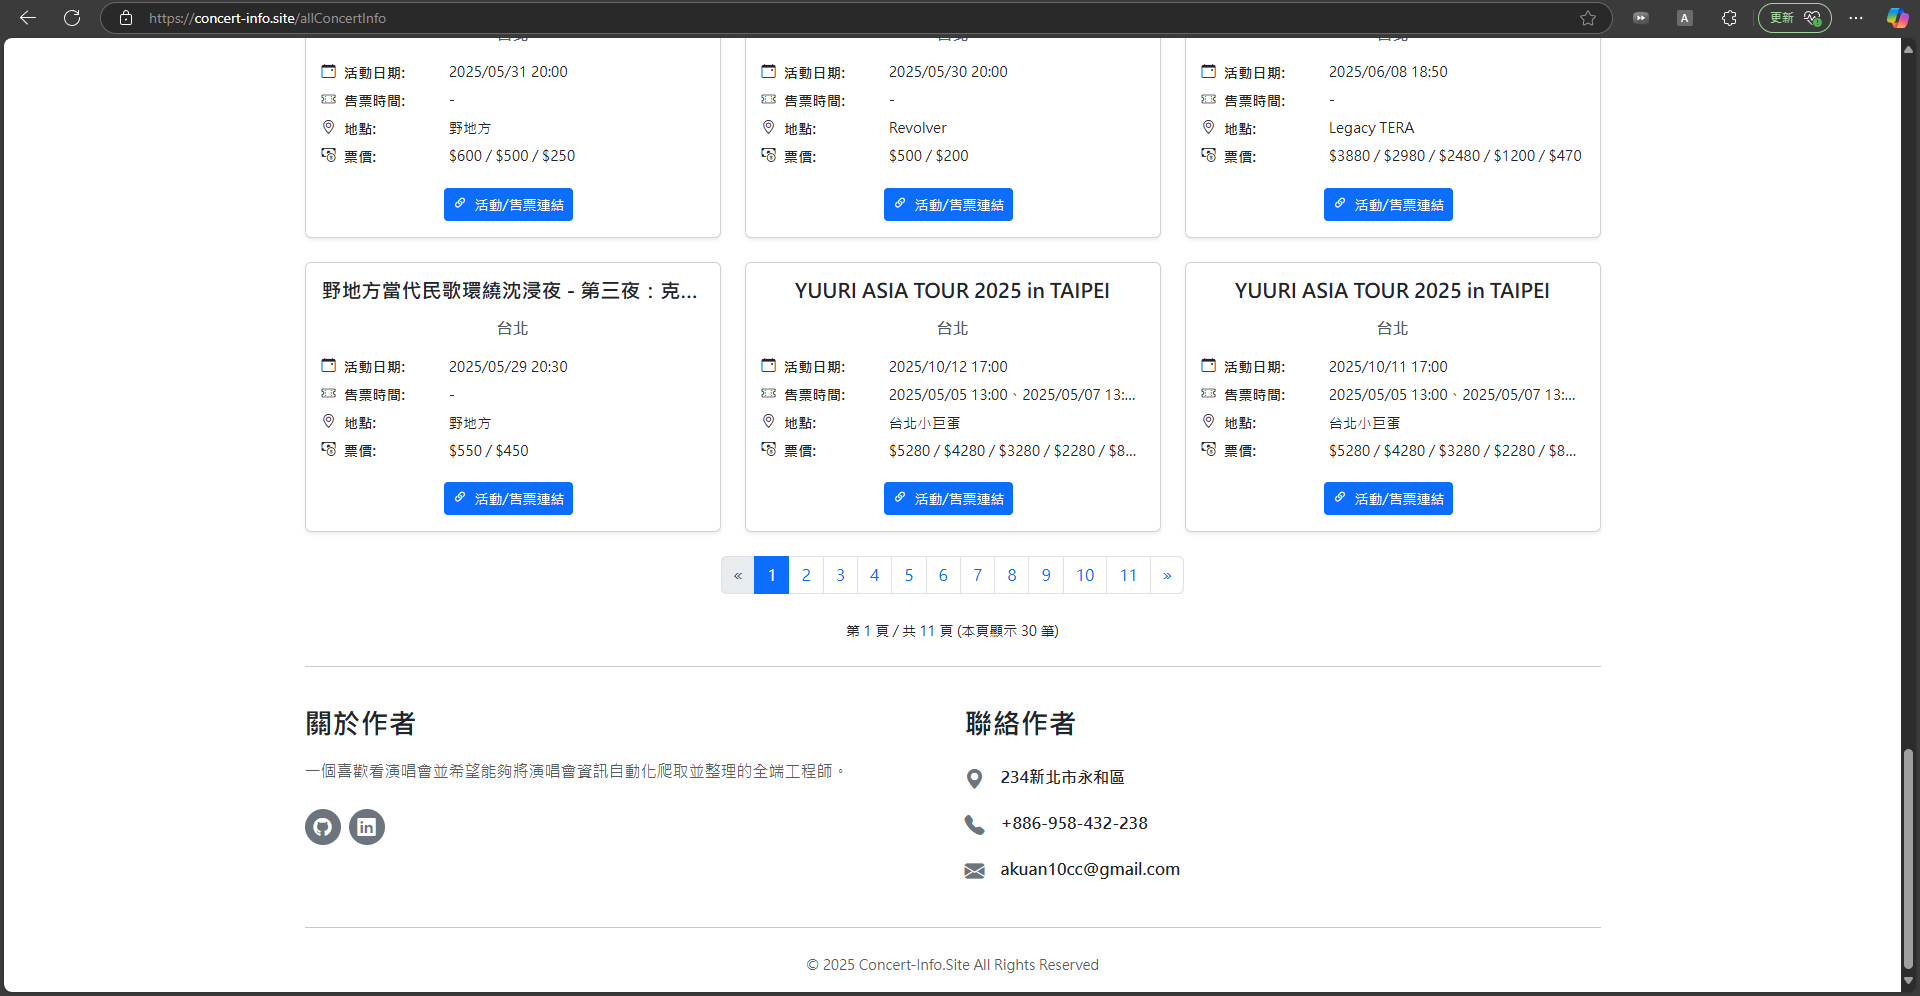 https://concert-info.site/allConcertInfo
A
更新
活動日期: 2025/05/31 20:00
售票時間: -
地點: 野地方
票價: $600 / $500 / $250
活動/售票連結
活動日期: 2025/05/30 20:00
售票時間: -
地點: Revolver
票價: $500 / $200
活動/售票連結
活動日期: 2025/06/08 18:50
售票時間: -
地點: Legacy TERA
票價: $3880 / $2980 / $2480 / $1200 / $470
活動/售票連結
野地方當代民歌環繞沈浸夜 - 第三夜：克...
台北
活動日期: 2025/05/29 20:30
售票時間: -
地點: 野地方
票價: $550 / $450
活動/售票連結
YUURI ASIA TOUR 2025 in TAIPEI
台北
活動日期: 2025/10/12 17:00
售票時間: 2025/05/05 13:00、2025/05/07 13:...
地點: 台北小巨蛋
票價: $5280 / $4280 / $3280 / $2280 / $8...
活動/售票連結
YUURI ASIA TOUR 2025 in TAIPEI
台北
活動日期: 2025/10/11 17:00
售票時間: 2025/05/05 13:00、2025/05/07 13:...
地點: 台北小巨蛋
票價: $5280 / $4280 / $3280 / $2280 / $8...
活動/售票連結
« 1 2 3 4 5 6 7 8 9 10 11 »
第 1 頁 / 共 11 頁 (本頁顯示 30 筆)
關於作者
一個喜歡看演唱會並希望能夠將演唱會資訊自動化爬取並整理的全端工程師。
in
聯絡作者
234新北市永和區
+886-958-432-238
akuan10cc@gmail.com
© 2025 Concert-Info.Site All Rights Reserved